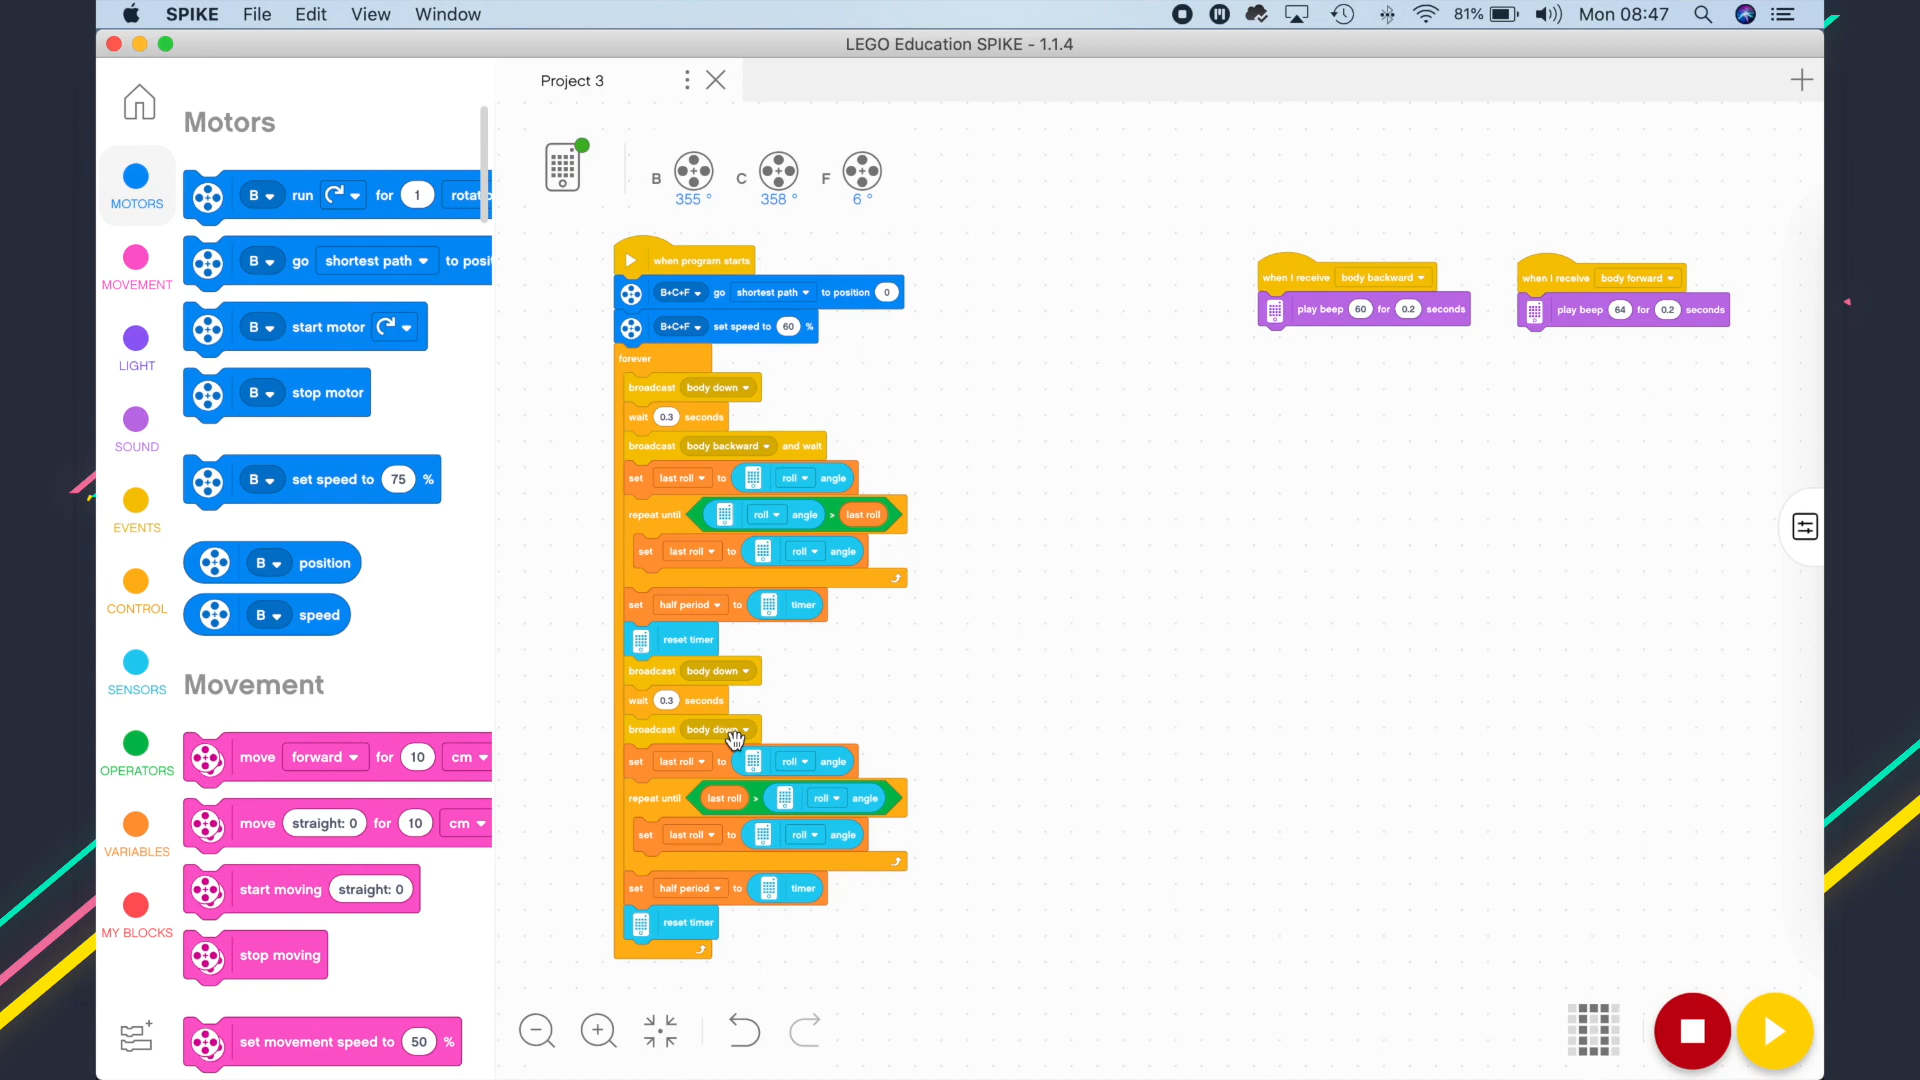 SPIKE File Edit View Window 81% Mon 08:47
LEGO Education SPIKE - 1.1.4
Project 3
Motors
MOTORS
MOVEMENT
LIGHT
SOUND
EVENTS
CONTROL
SENSORS
OPERATORS
VARIABLES
MY BLOCKS
B run for 1 rotatio
B go shortest path to posit
B start motor
B stop motor
B set speed to 75 %
B position
B speed
Movement
move forward for 10 cm
move straight: 0 for 10 cm
start moving straight: 0
stop moving
set movement speed to 50 %
B 355 °
C 358 °
F 6 °
when program starts
B+C+F go shortest path to position 0
B+C+F set speed to 60 %
forever
broadcast body down
wait 0.3 seconds
broadcast body backward and wait
set last roll to roll angle
repeat until roll angle > last roll
set last roll to roll angle
set half period to timer
reset timer
broadcast body down
wait 0.3 seconds
broadcast body down
set last roll to roll angle
repeat until last roll > roll angle
set last roll to roll angle
set half period to timer
reset timer
when I receive body backward
play beep 60 for 0.2 seconds
when I receive body forward
play beep 64 for 0.2 seconds